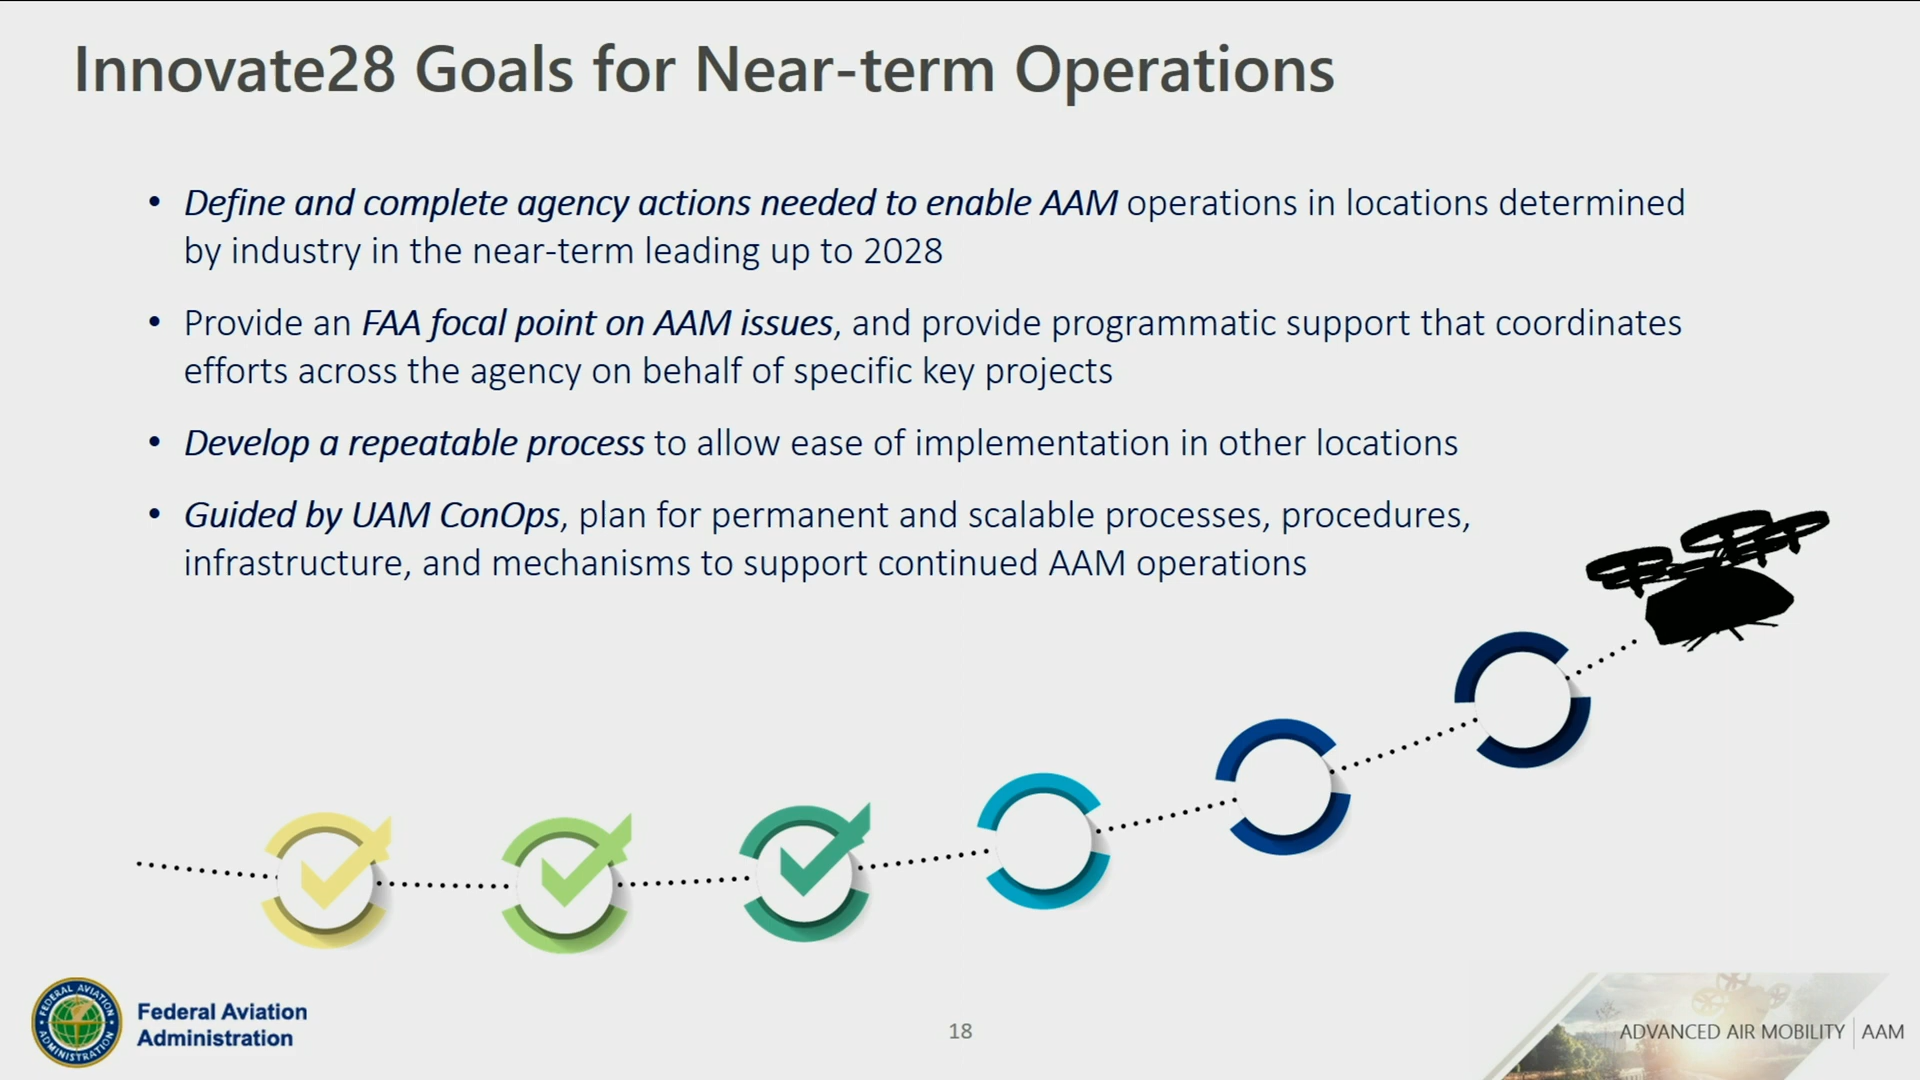 Innovate28 Goals for Near-term Operations
• Define and complete agency actions needed to enable AAM operations in locations determined
by industry in the near-term leading up to 2028
• Provide an FAA focal point on AAM issues, and provide programmatic support that coordinates
efforts across the agency on behalf of specific key projects
• Develop a repeatable process to allow ease of implementation in other locations
• Guided by UAM ConOps, plan for permanent and scalable processes, procedures,
infrastructure, and mechanisms to support continued AAM operations
FEDERAL AVIATION
ADMINISTRATION
Federal Aviation
Administration
18
ADVANCED AIR MOBILITY | AAM